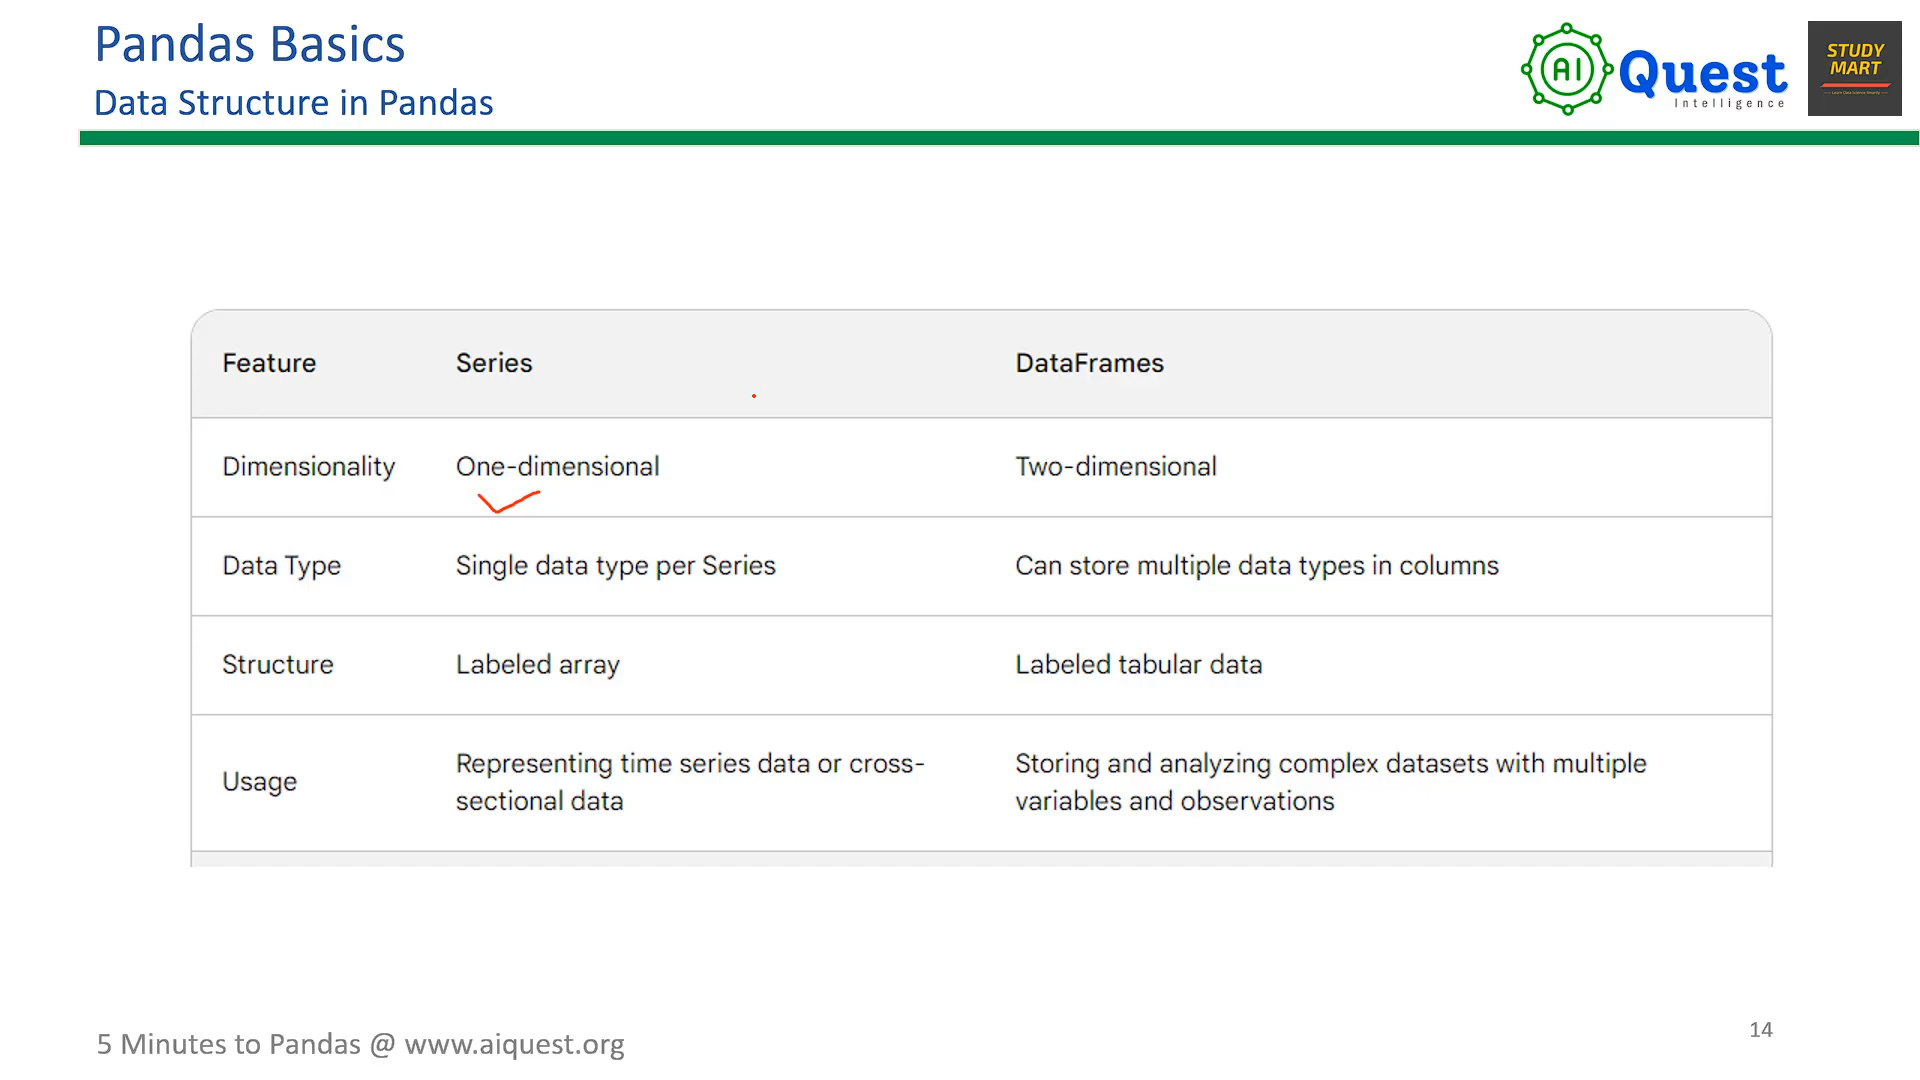 Pandas Basics
Data Structure in Pandas
AI Quest
Intelligence
STUDY
MART
Feature Series DataFrames
Dimensionality One-dimensional Two-dimensional
Data Type Single data type per Series Can store multiple data types in columns
Structure Labeled array Labeled tabular data
Usage Representing time series data or cross-
sectional data Storing and analyzing complex datasets with multiple
variables and observations
5 Minutes to Pandas @ www.aiquest.org
14